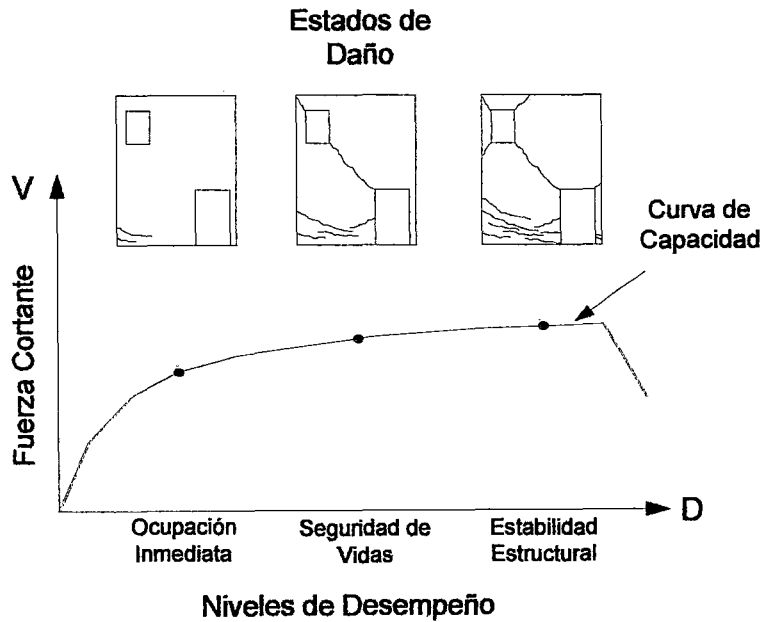 Estados de
Daño
V
Curva de
Capacidad
Fuerza Cortante
D
Ocupación
Inmediata
Seguridad de
Vidas
Estabilidad
Estructural
Niveles de Desempeño